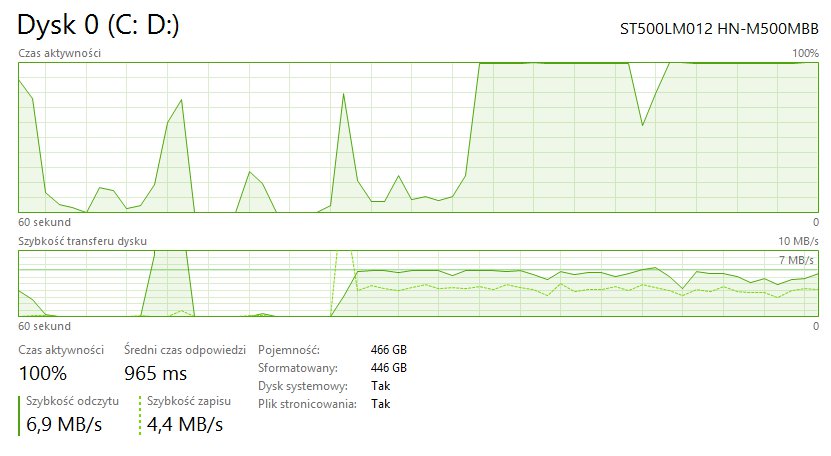 Dysk 0 (C: D:)
ST500LM012 HN-M500MBB
Czas aktywności
100%
60 sekund
0
Szybkość transferu dysku
10 MB/s
7 MB/s
60 sekund
0
Czas aktywności
100%
Średni czas odpowiedzi
965 ms
Szybkość odczytu
6,9 MB/s
Szybkość zapisu
4,4 MB/s
Pojemność: 466 GB
Sformatowany: 446 GB
Dysk systemowy: Tak
Plik stronicowania: Tak